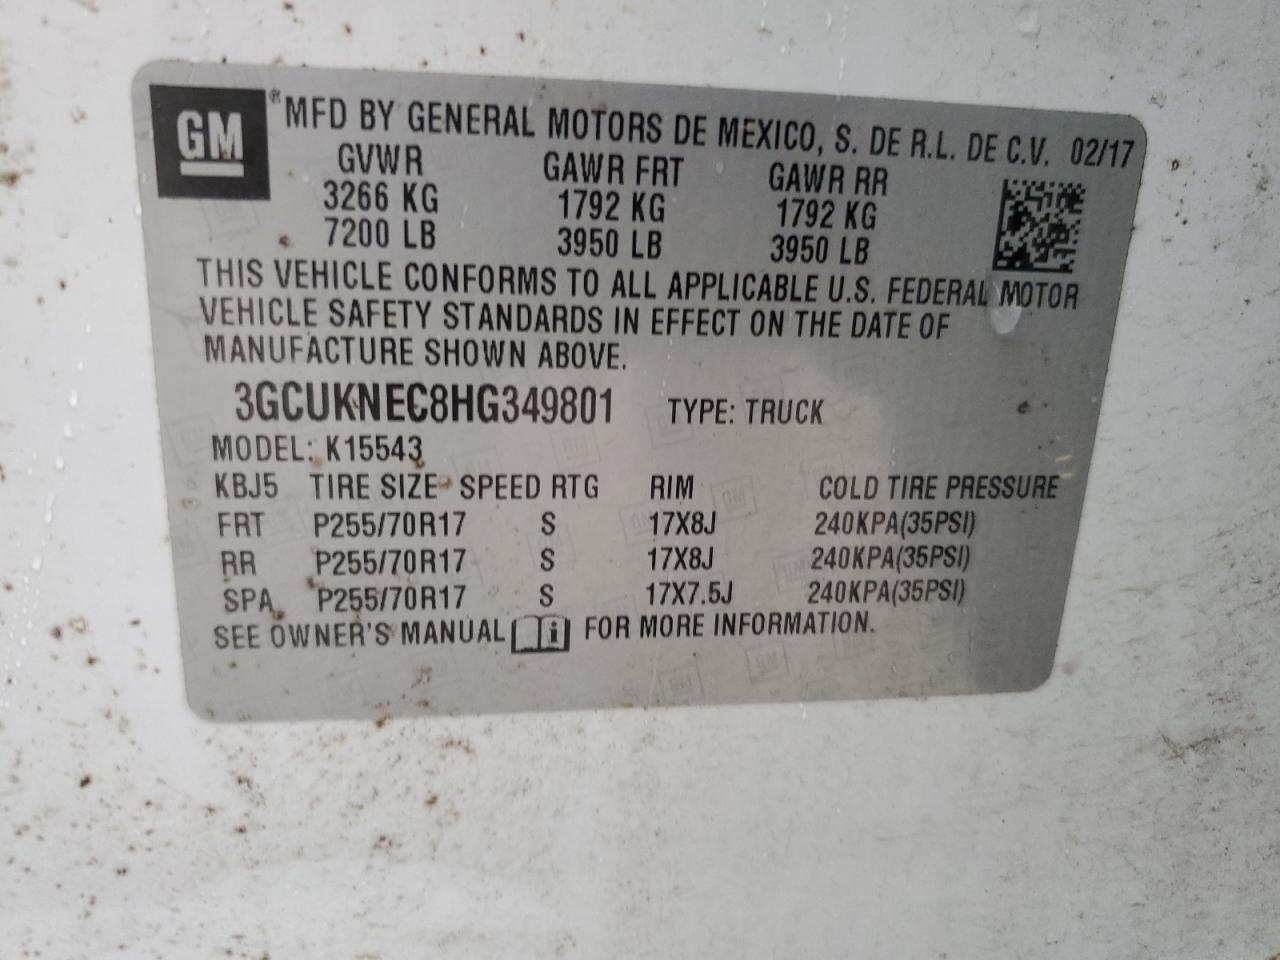 GM ® MFD BY GENERAL MOTORS DE MEXICO, S. DE R.L. DE C.V. 02/17
GVWR GAWR FRT GAWR RR
3266 KG 1792 KG 1792 KG
7200 LB 3950 LB 3950 LB
THIS VEHICLE CONFORMS TO ALL APPLICABLE U.S. FEDERAL MOTOR
VEHICLE SAFETY STANDARDS IN EFFECT ON THE DATE OF
MANUFACTURE SHOWN ABOVE.
3GCUKNEC8HG349801 TYPE: TRUCK
MODEL: K15543
KBJ5 TIRE SIZE SPEED RTG RIM COLD TIRE PRESSURE
FRT P255/70R17 S 17X8J 240KPA(35PSI)
RR P255/70R17 S 17X8J 240KPA(35PSI)
SPA P255/70R17 S 17X7.5J 240KPA(35PSI)
SEE OWNER'S MANUAL i FOR MORE INFORMATION.